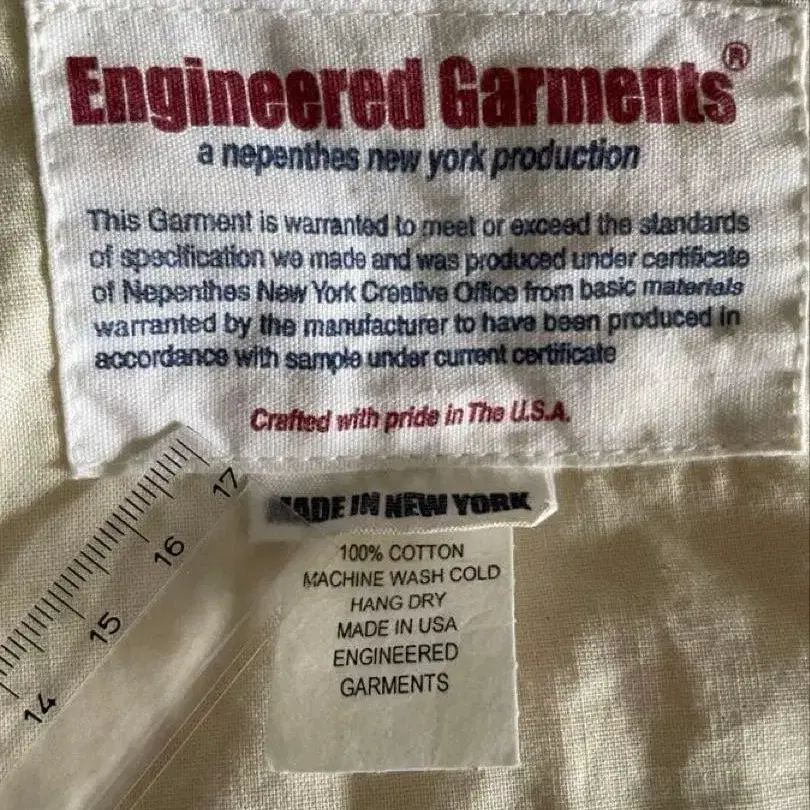 Engineered Garments®
a nepenthes new york production
This Garment is warranted to meet or exceed the standards
of specification we made and was produced under certificate
of Nepenthes New York Creative Office from basic materials
warranted by the manufacturer to have been produced in
accordance with sample under current certificate
Crafted with pride in The U.S.A.
MADE IN NEW YORK
100% COTTON
MACHINE WASH COLD
HANG DRY
MADE IN USA
ENGINEERED
GARMENTS
14 15 16 17